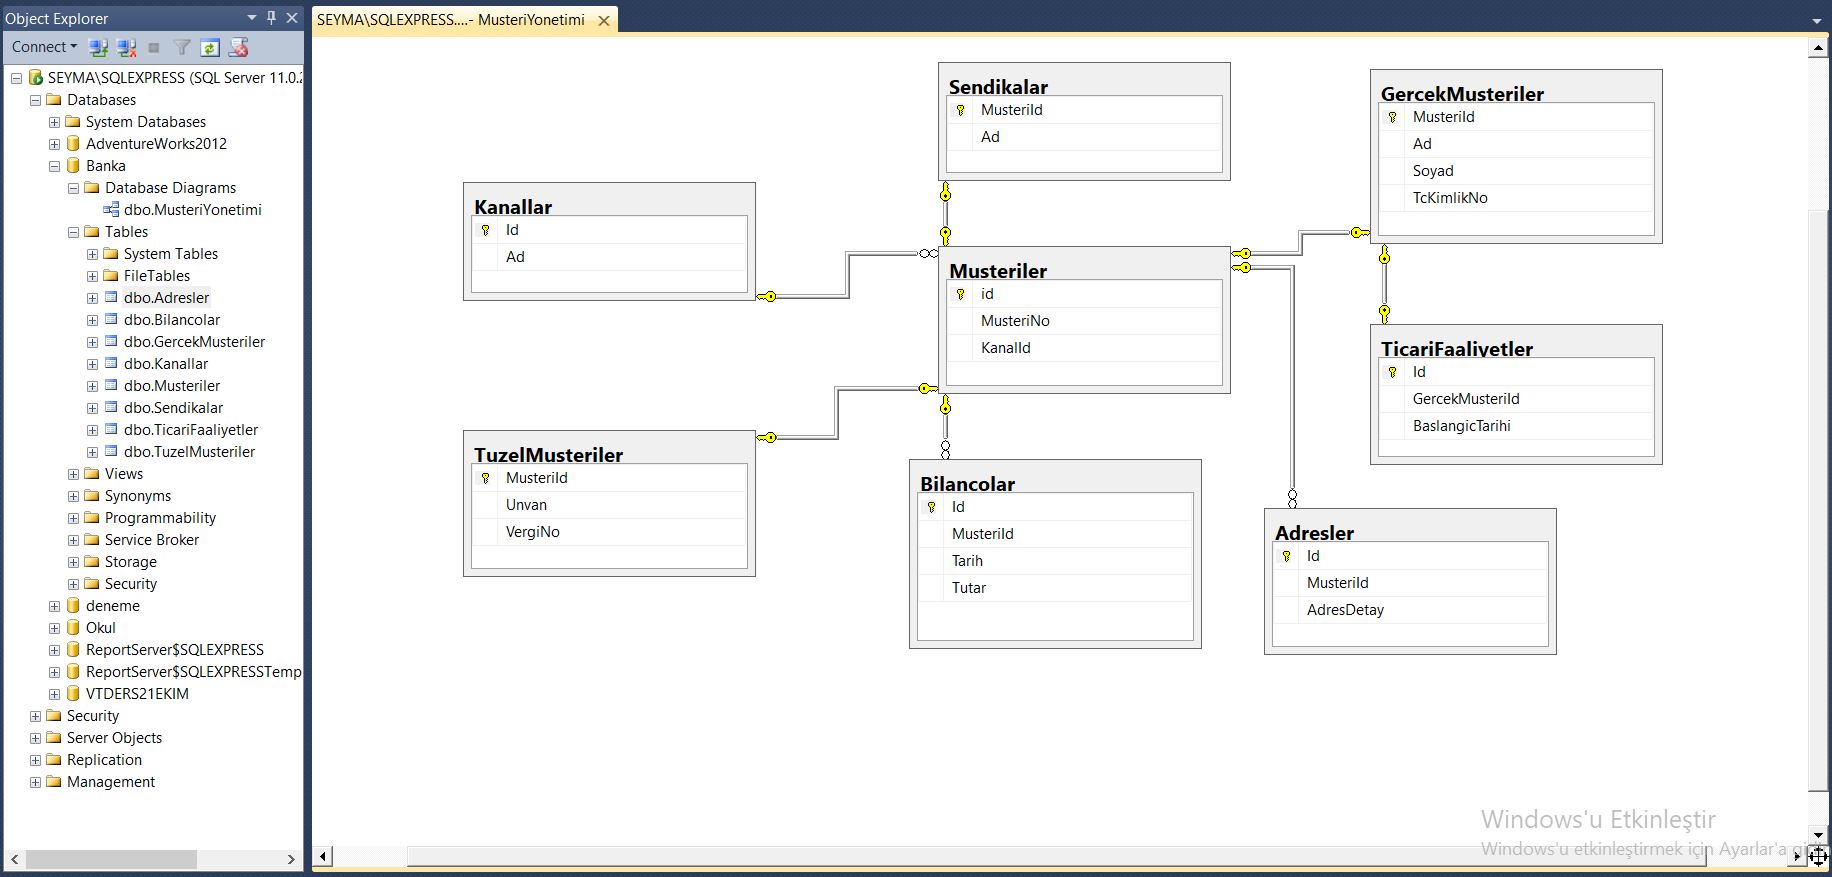 Object Explorer
Connect
SEYMA\SQLEXPRESS (SQL Server 11.0.2
Databases
System Databases
AdventureWorks2012
Banka
Database Diagrams
dbo.MusteriYonetimi
Tables
System Tables
FileTables
dbo.Adresler
dbo.Bilancolar
dbo.GercekMusteriler
dbo.Kanallar
dbo.Musteriler
dbo.Sendikalar
dbo.TicariFaaliyetler
dbo.TuzelMusteriler
Views
Synonyms
Programmability
Service Broker
Storage
Security
deneme
Okul
ReportServer$SQLEXPRESS
ReportServer$SQLEXPRESSTemp
VTDERS21EKIM
Security
Server Objects
Replication
Management
SEYMA\SQLEXPRESS....- MusteriYonetimi
Sendikalar
MusteriId
Ad
GercekMusteriler
MusteriId
Ad
Soyad
TcKimlikNo
Kanallar
Id
Ad
Musteriler
id
MusteriNo
KanalId
TicariFaaliyetler
Id
GercekMusteriId
BaslangicTarihi
TuzelMusteriler
MusteriId
Unvan
VergiNo
Bilancolar
Id
MusteriId
Tarih
Tutar
Adresler
Id
MusteriId
AdresDetay
Windows'u Etkinleştir
Windows'u etkinleştirmek için Ayarlar'a